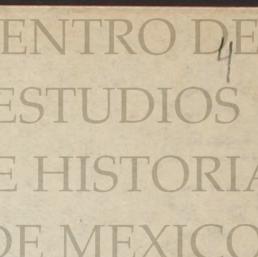 ENTRO DE
4
ESTUDIOS
E HISTORIA
DE MEXICO